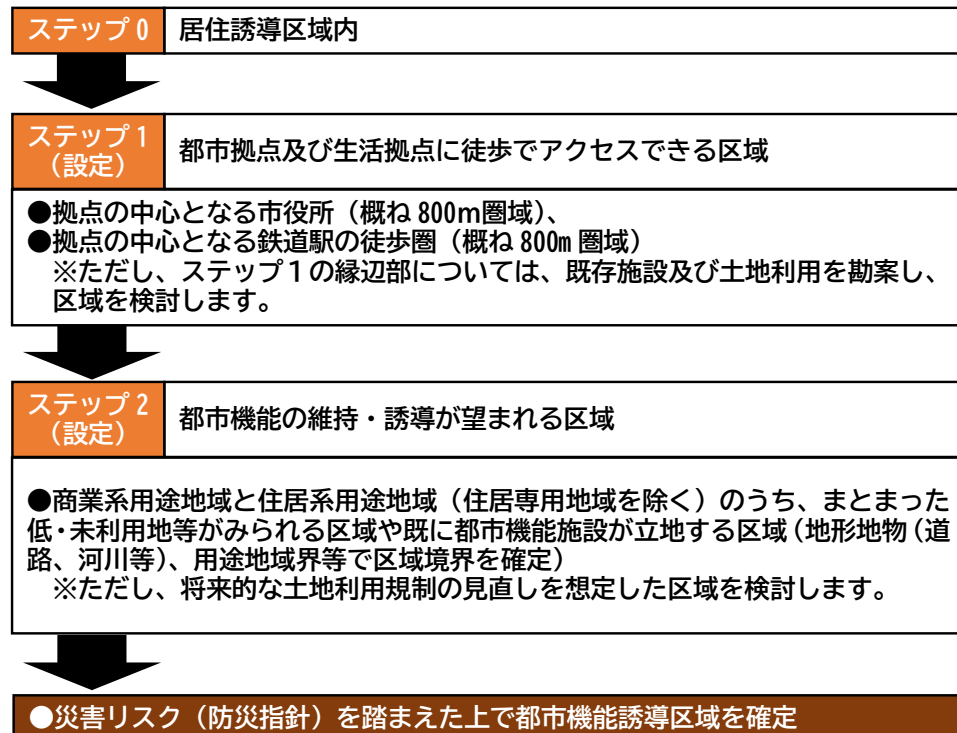 ステップ0
居住誘導区域内
ステップ1
（設定）
都市拠点及び生活拠点に徒歩でアクセスできる区域
●拠点の中心となる市役所（概ね 800ｍ圏域）、
●拠点の中心となる鉄道駅の徒歩圏（概ね 800m 圏域）
※ただし、ステップ１の縁辺部については、既存施設及び土地利用を勘案し、
区域を検討します。
ステップ2
（設定）
都市機能の維持・誘導が望まれる区域
●商業系用途地域と住居系用途地域（住居専用地域を除く）のうち、まとまった
低・未利用地等がみられる区域や既に都市機能施設が立地する区域（地形地物（道
路、河川等）、用途地域界等で区域境界を確定）
※ただし、将来的な土地利用規制の見直しを想定した区域を検討します。
●災害リスク（防災指針）を踏まえた上で都市機能誘導区域を確定